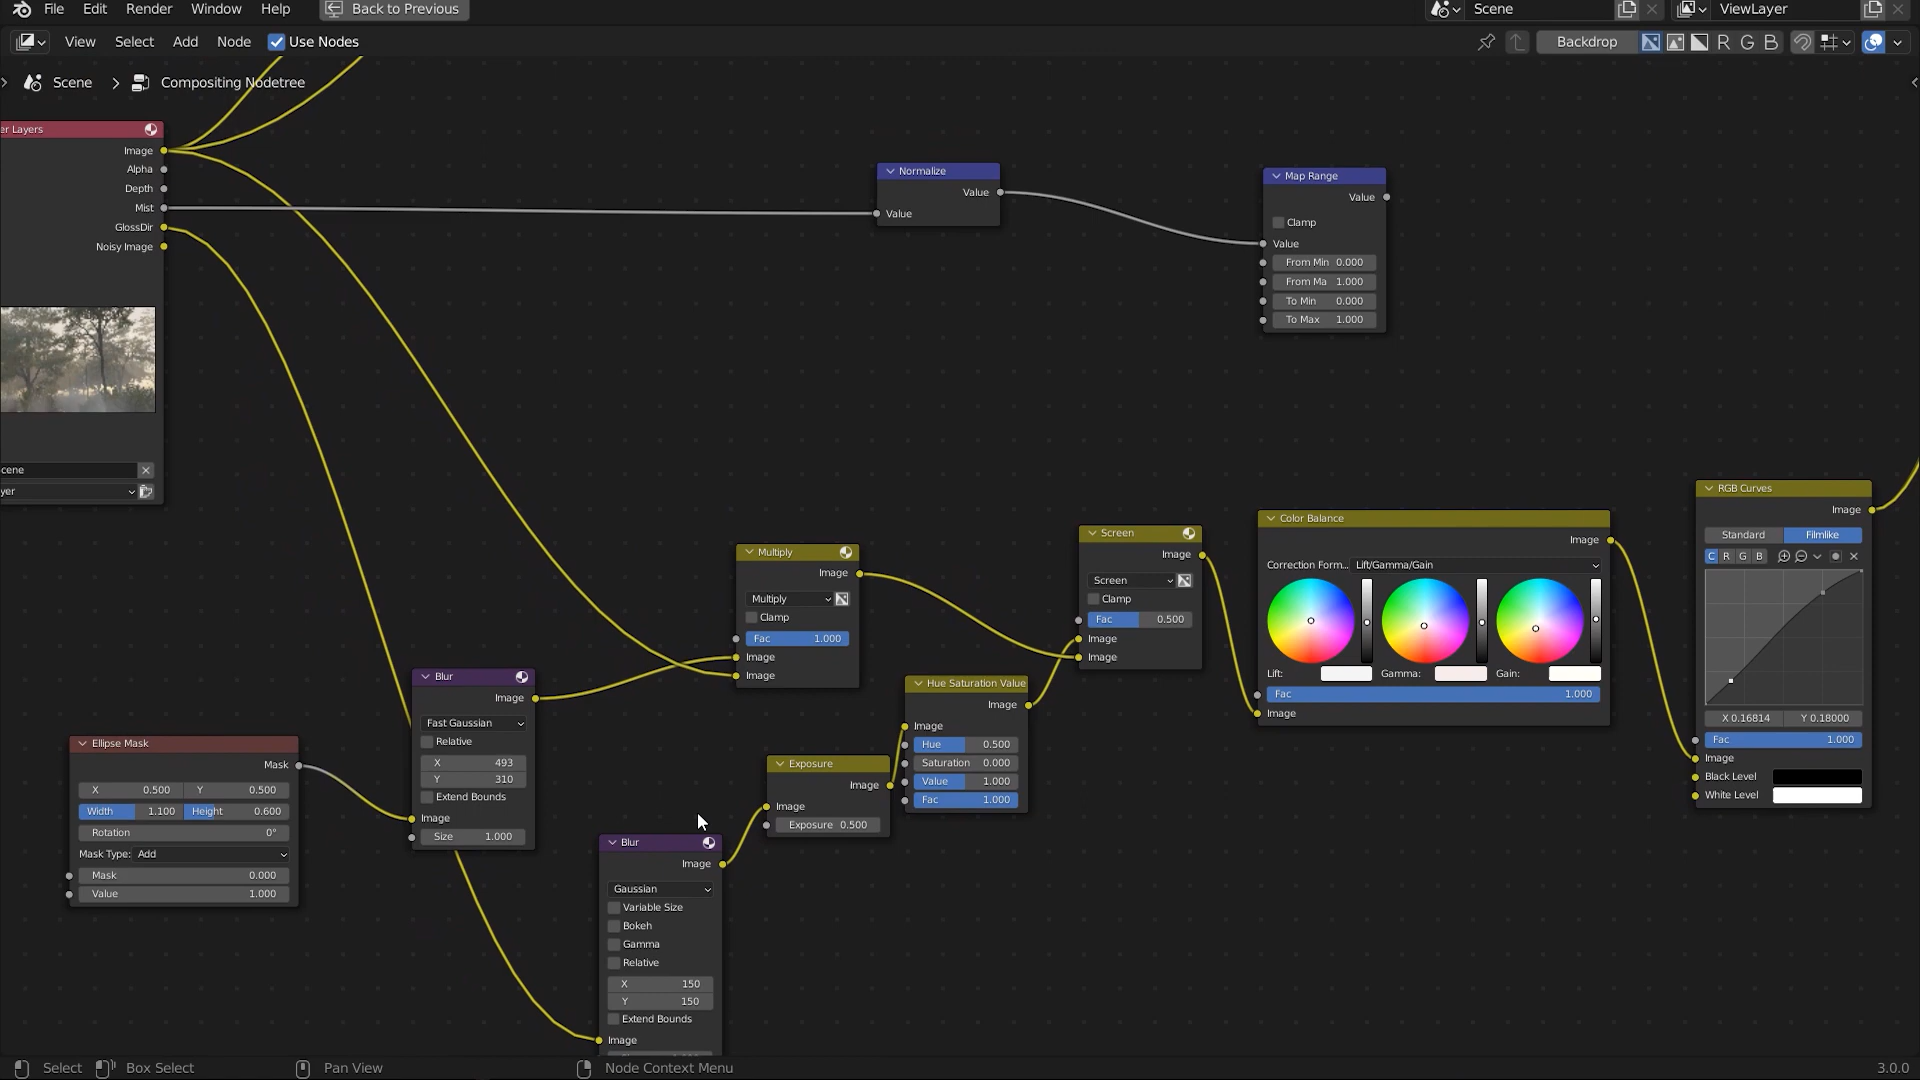 File Edit Render Window Help Back to Previous Scene ViewLayer
View Select Add Node Use Nodes Backdrop R G B
Scene > Compositing Nodetree
er Layers
Image
Alpha
Depth
Mist
GlossDir
Noisy Image
cene
yer
Normalize
Value
Value
Map Range
Value
Clamp
Value
From Min 0.000
From Ma 1.000
To Min 0.000
To Max 1.000
Ellipse Mask
Mask
X 0.500 Y 0.500
Width 1.100 Height 0.600
Rotation 0°
Mask Type: Add
Mask 0.000
Value 1.000
Blur
Image
Fast Gaussian
Relative
X 493
Y 310
Extend Bounds
Image
Size 1.000
Blur
Image
Gaussian
Variable Size
Bokeh
Gamma
Relative
X 150
Y 150
Extend Bounds
Image
Multiply
Image
Multiply
Clamp
Fac 1.000
Image
Image
Exposure
Image
Image
Exposure 0.500
Hue Saturation Value
Image
Image
Hue 0.500
Saturation 0.000
Value 1.000
Fac 1.000
Screen
Image
Screen
Clamp
Fac 0.500
Image
Image
Color Balance
Image
Correction Form... Lift/Gamma/Gain
Lift: Gamma: Gain:
Fac 1.000
Image
RGB Curves
Image
Standard Filmlike
C R G B
X 0.16814 Y 0.18000
Fac 1.000
Image
Black Level
White Level
Select Box Select Pan View Node Context Menu 3.0.0